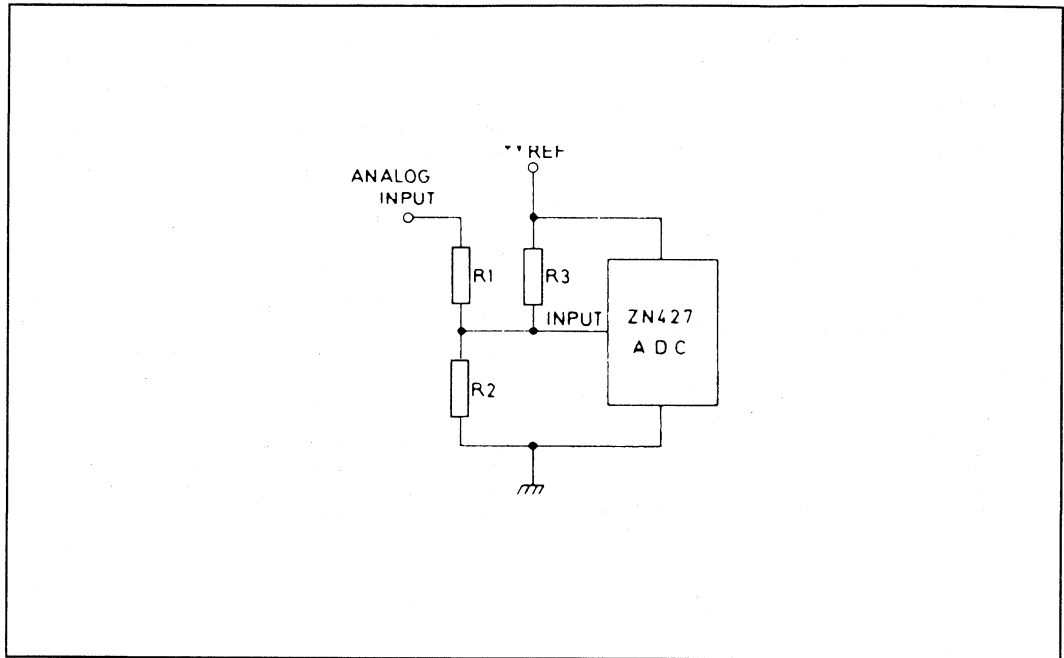 REF
ANALOG
INPUT
R1
R3
INPUT
ZN427
ADC
R2